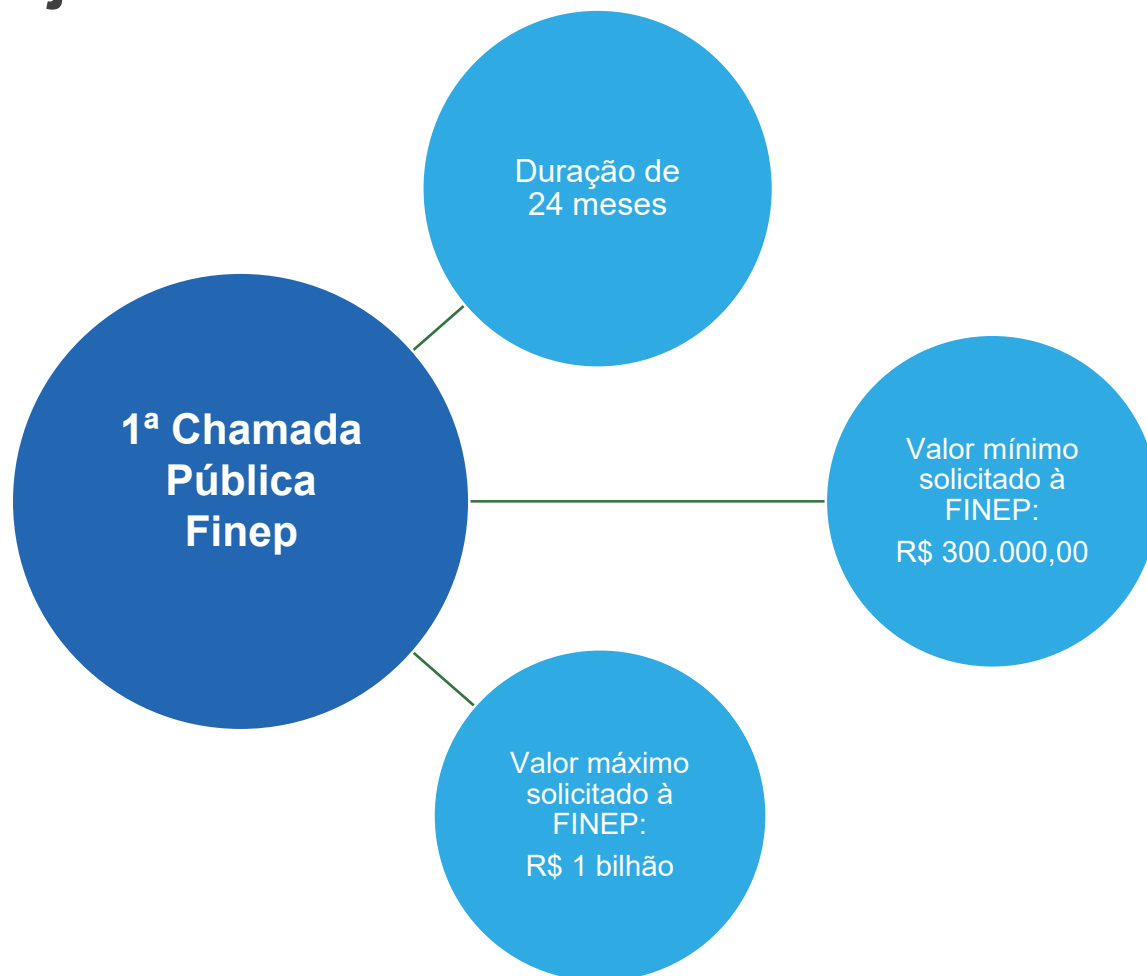 Duração de
24 meses
1ª Chamada
Pública
Finep
Valor mínimo
solicitado à
FINEP:
R$ 300.000,00
Valor máximo
solicitado à
FINEP:
R$ 1 bilhão